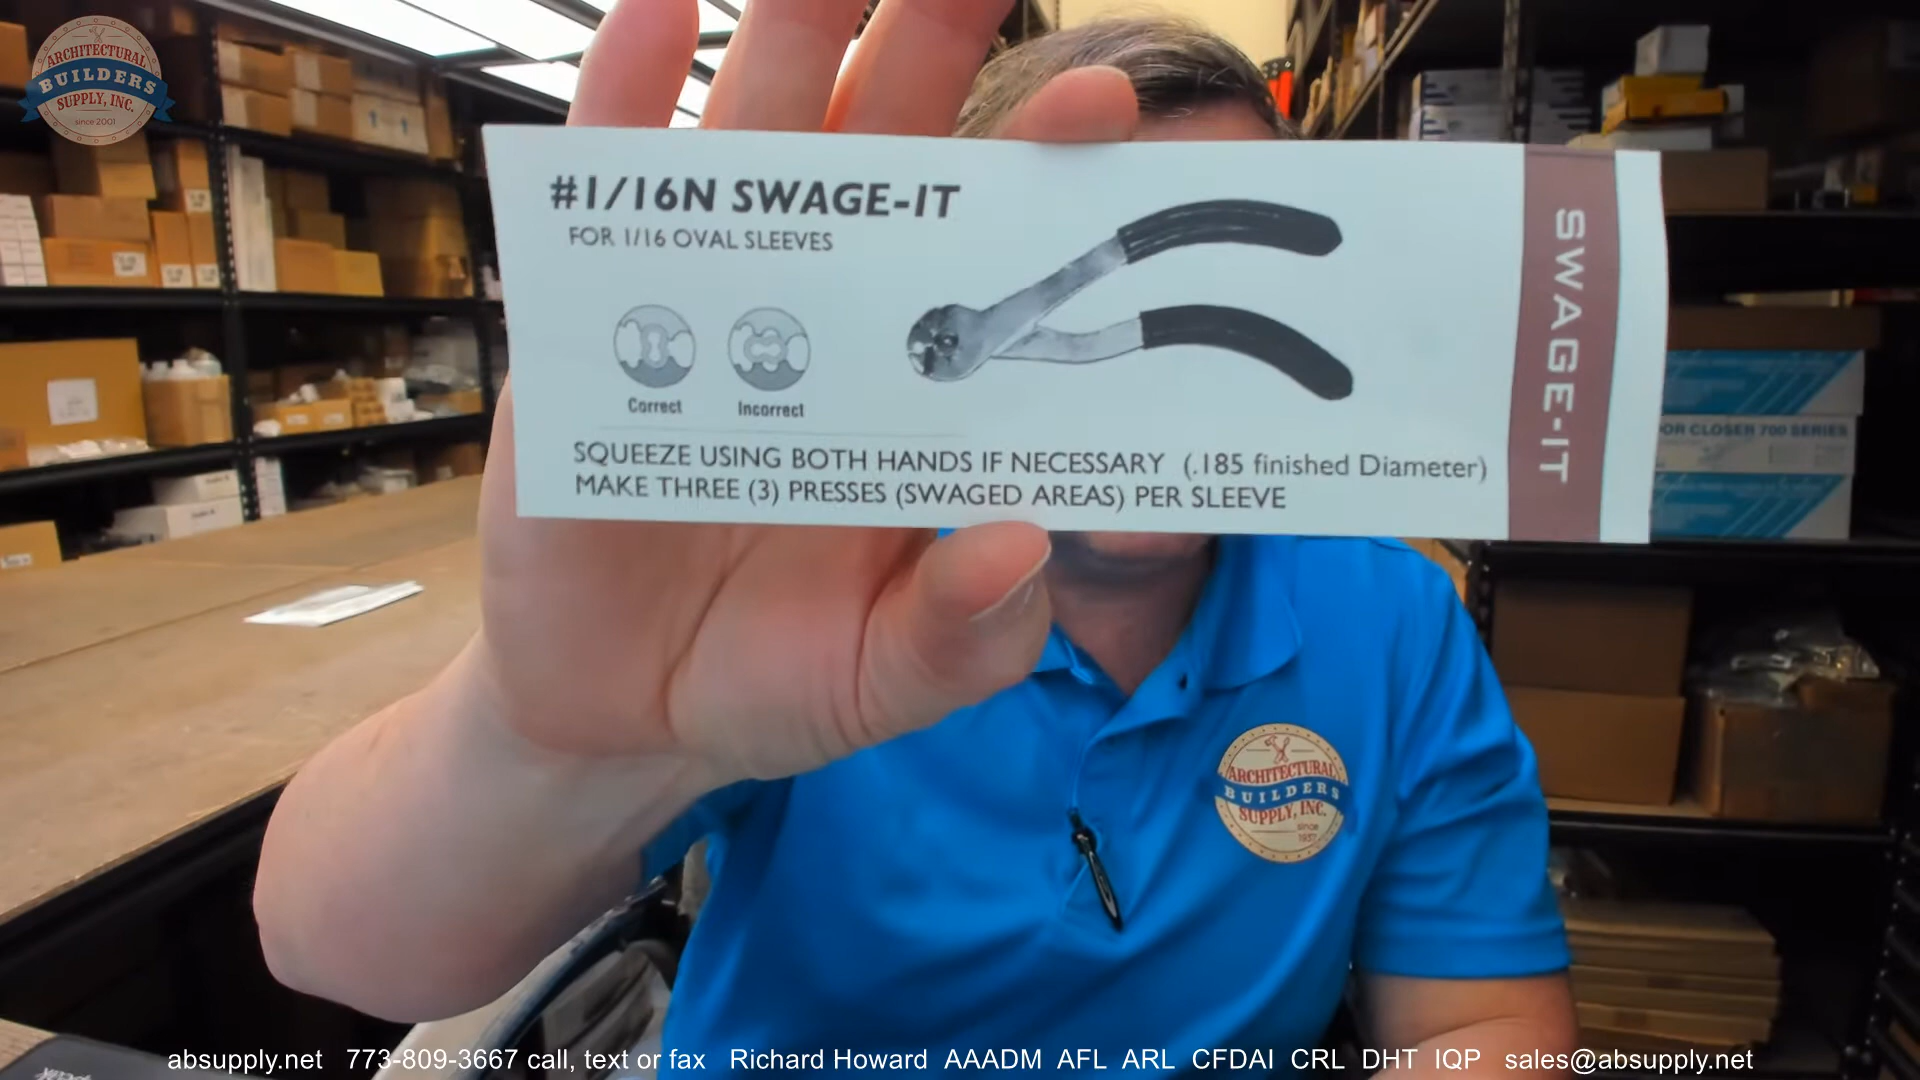 ARCHITECTURAL
BUILDERS
SUPPLY, INC.
since 2001
#1/16N SWAGE-IT
FOR 1/16 OVAL SLEEVES
Correct
Incorrect
SQUEEZE USING BOTH HANDS IF NECESSARY (.185 finished Diameter)
MAKE THREE (3) PRESSES (SWAGED AREAS) PER SLEEVE
SWAGE-IT
OR CLOSER 700 SERIES
ARCHITECTURAL
BUILDERS
SUPPLY, INC.
since
1957
absupply.net 773-809-3667 call, text or fax Richard Howard AAADM AFL ARL CFDAI CRL DHT IQP sales@absupply.net